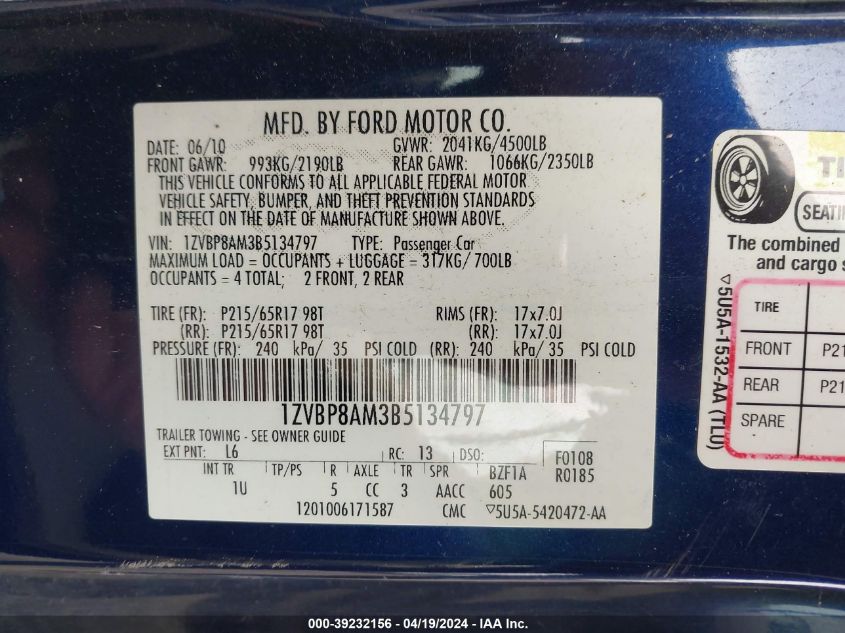 MFD. BY FORD MOTOR CO.
DATE: 06/10 GVWR: 2041KG/4500LB
FRONT GAWR: 993KG/2190LB REAR GAWR: 1066KG/2350LB
THIS VEHICLE CONFORMS TO ALL APPLICABLE FEDERAL MOTOR
VEHICLE SAFETY, BUMPER, AND THEFT PREVENTION STANDARDS
IN EFFECT ON THE DATE OF MANUFACTURE SHOWN ABOVE.
VIN: 1ZVBP8AM3B5134797 TYPE: Passenger Car
MAXIMUM LOAD = OCCUPANTS + LUGGAGE = 317KG/ 700LB
OCCUPANTS = 4 TOTAL; 2 FRONT, 2 REAR
TIRE (FR): P215/65R17 98T RIMS (FR): 17x7.0J
(RR): P215/65R17 98T (RR): 17x7.0J
PRESSURE (FR): 240 kPa/ 35 PSI COLD (RR): 240 kPa/ 35 PSI COLD
1ZVBP8AM3B5134797
TRAILER TOWING - SEE OWNER GUIDE
EXT PNT: L6 RC: 13 DSO: F0108
INT TR TP/PS R AXLE TR SPR BZF1A R0185
1U 5 CC 3 AACC 605
1201006171587 CMC ▽5U5A-5420472-AA
SEATI
The combined
and cargo s
▽5U5A-1532-AA (TLU)
TIRE
FRONT P21
REAR P21
SPARE
000-39232156 - 04/19/2024 - IAA Inc.